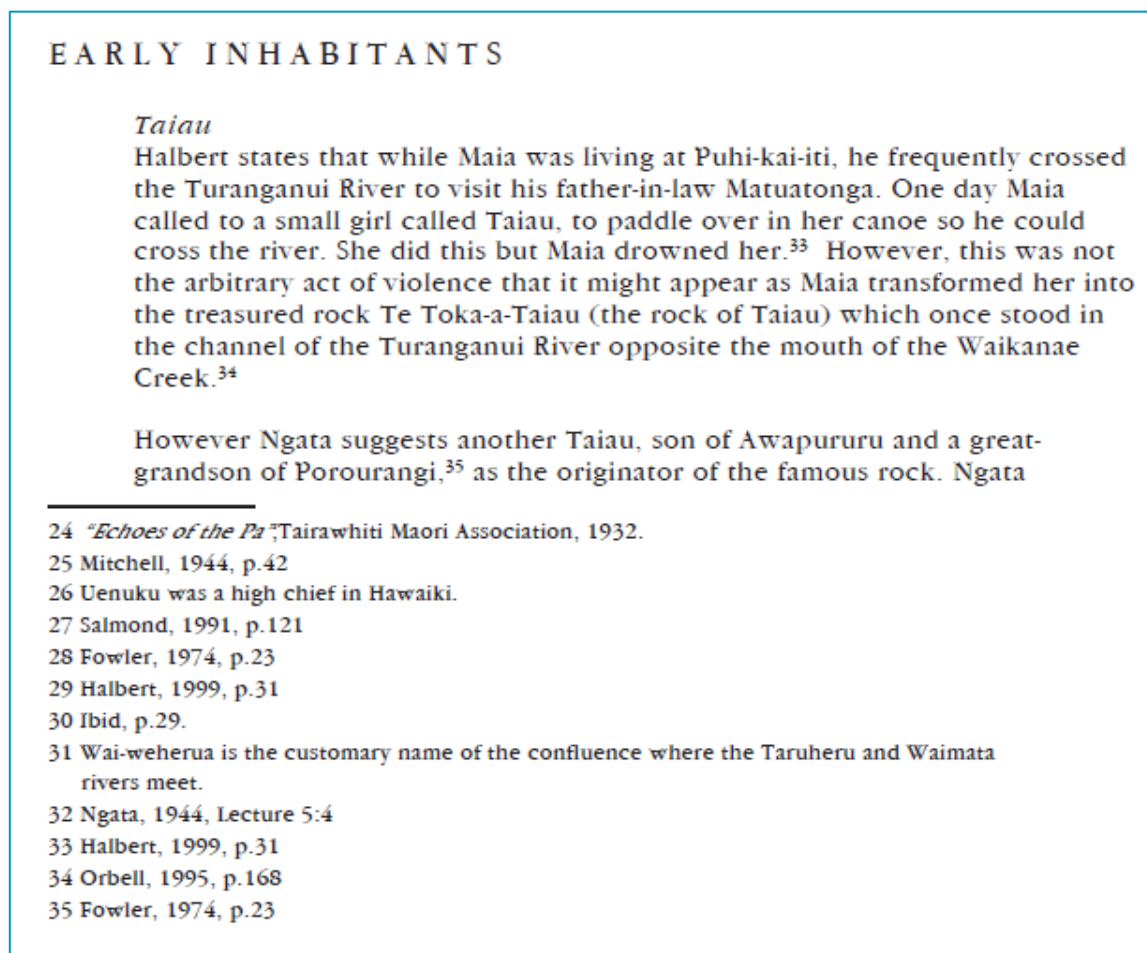 EARLY INHABITANTS
Taiau
Halbert states that while Maia was living at Puhi-kai-iti, he frequently crossed
the Turanganui River to visit his father-in-law Matuatonga. One day Maia
called to a small girl called Taiau, to paddle over in her canoe so he could
cross the river. She did this but Maia drowned her.³³ However, this was not
the arbitrary act of violence that it might appear as Maia transformed her into
the treasured rock Te Toka-a-Taiau (the rock of Taiau) which once stood in
the channel of the Turanganui River opposite the mouth of the Waikanae
Creek.³⁴
However Ngata suggests another Taiau, son of Awapururu and a great-
grandson of Porourangi,³⁵ as the originator of the famous rock. Ngata
24 "Echoes of the Pa";Tairawhiti Maori Association, 1932.
25 Mitchell, 1944, p.42
26 Uenuku was a high chief in Hawaiki.
27 Salmond, 1991, p.121
28 Fowler, 1974, p.23
29 Halbert, 1999, p.31
30 Ibid, p.29.
31 Wai-weherua is the customary name of the confluence where the Taruheru and Waimata
rivers meet.
32 Ngata, 1944, Lecture 5:4
33 Halbert, 1999, p.31
34 Orbell, 1995, p.168
35 Fowler, 1974, p.23